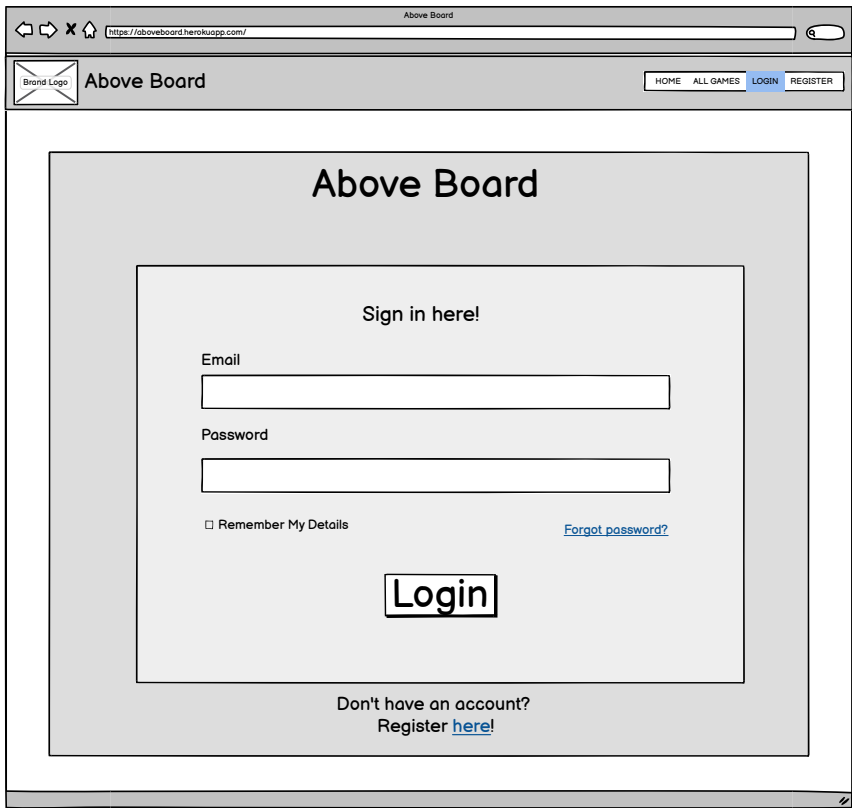 Above Board
https://aboveboard.herokuapp.com/
Brand Logo
Above Board
HOME ALL GAMES LOGIN REGISTER
Above Board
Sign in here!
Email
Password
Remember My Details
Forgot password?
Login
Don't have an account?
Register here!